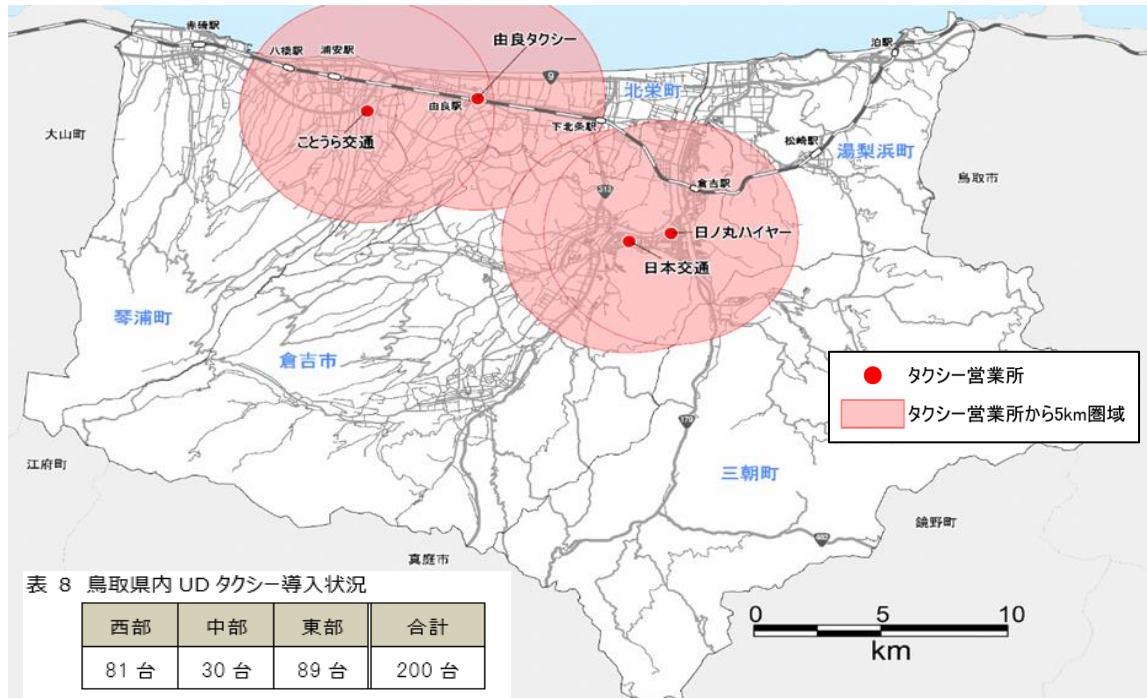 赤碕駅
八橋駅
浦安駅
由良タクシー
泊駅
9
北栄町
由良駅
大山町
ことうら交通
下北条駅
松崎駅
湯梨浜町
鳥取市
倉吉駅
313
日ノ丸ハイヤー
日本交通
琴浦町
倉吉市
タクシー営業所
タクシー営業所から5km圏域
179
江府町
三朝町
鏡野町
482
真庭市
表 8 鳥取県内 UD タクシー導入状況
西部 中部 東部 合計
81 台 30 台 89 台 200 台
0 5 10
km